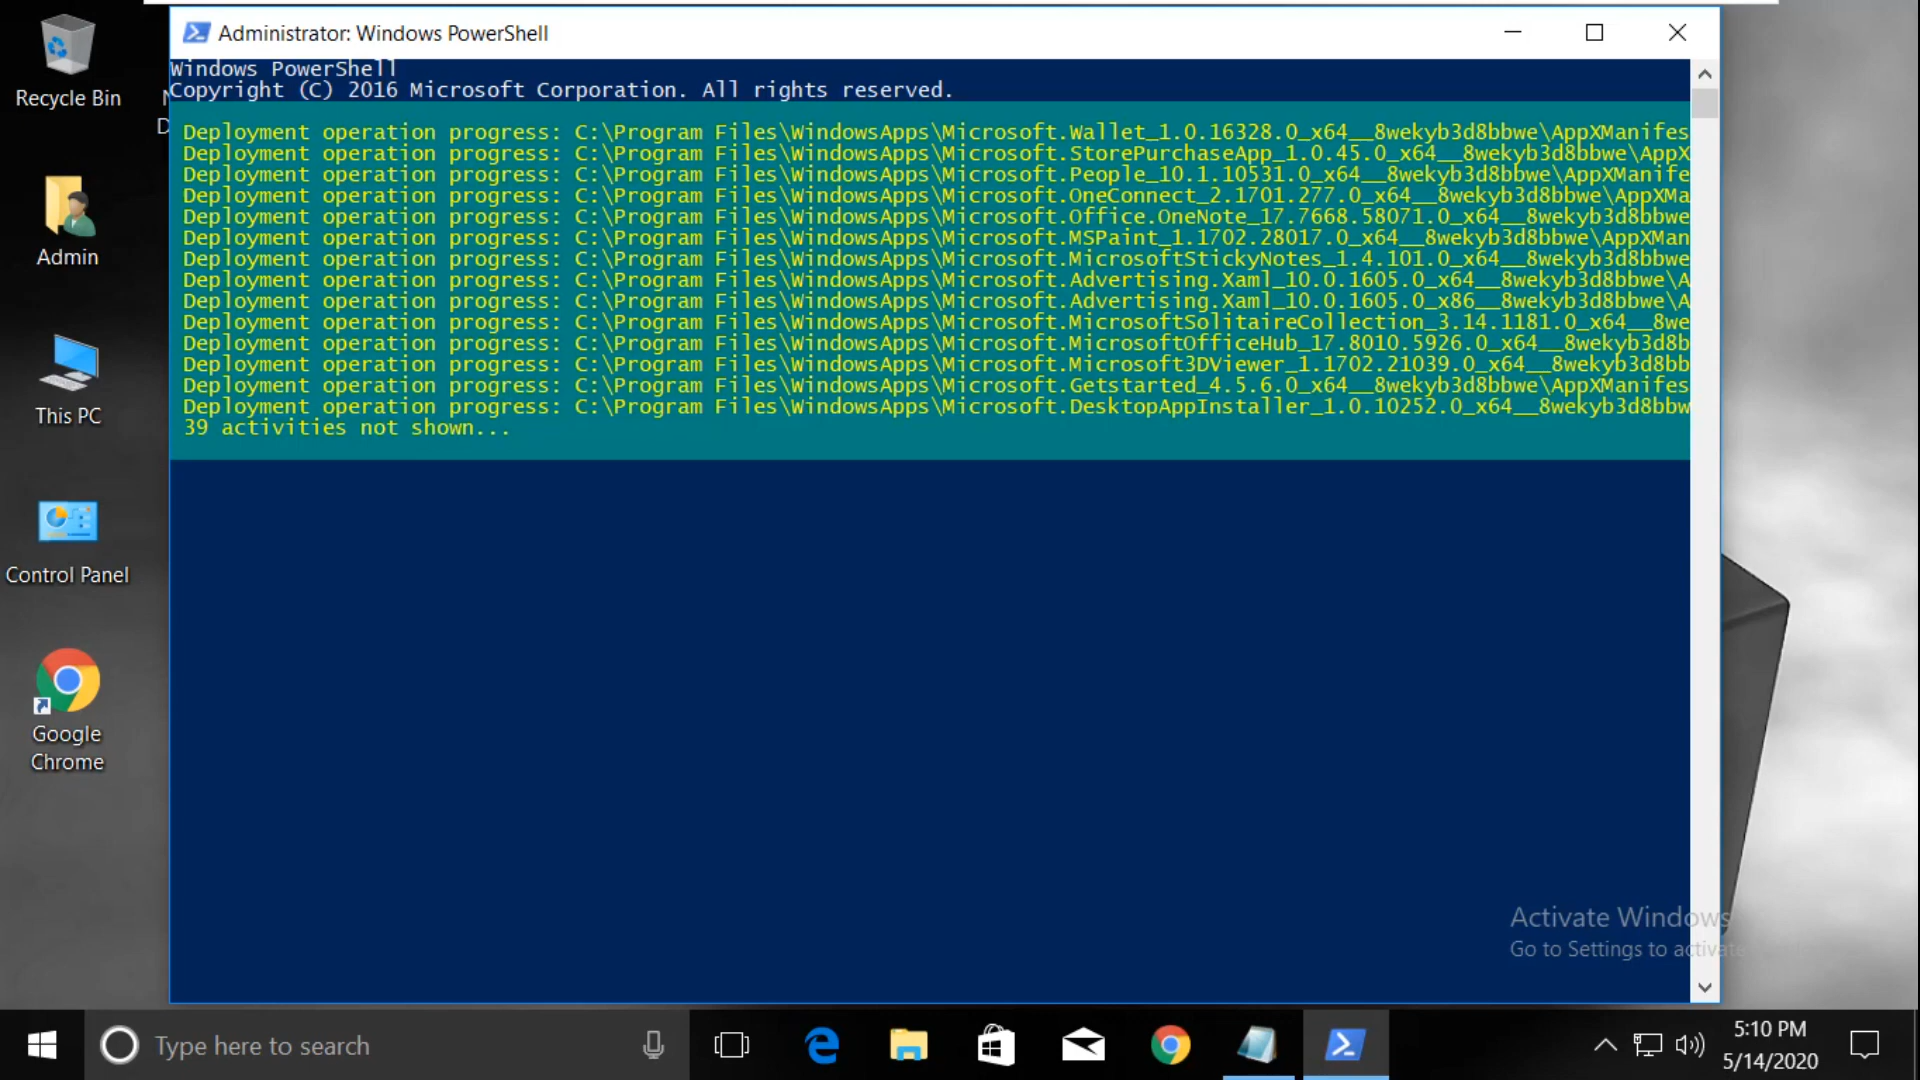 Administrator: Windows PowerShell
Windows PowerShell
Copyright (C) 2016 Microsoft Corporation. All rights reserved.
Deployment operation progress: C:\Program Files\WindowsApps\Microsoft.Wallet_1.0.16328.0_x64__8wekyb3d8bbwe\AppXManifes
Deployment operation progress: C:\Program Files\WindowsApps\Microsoft.StorePurchaseApp_1.0.45.0_x64__8wekyb3d8bbwe\AppX
Deployment operation progress: C:\Program Files\WindowsApps\Microsoft.People_10.1.10531.0_x64__8wekyb3d8bbwe\AppXManife
Deployment operation progress: C:\Program Files\WindowsApps\Microsoft.OneConnect_2.1701.277.0_x64__8wekyb3d8bbwe\AppXMa
Deployment operation progress: C:\Program Files\WindowsApps\Microsoft.Office.OneNote_17.7668.58071.0_x64__8wekyb3d8bbwe
Deployment operation progress: C:\Program Files\WindowsApps\Microsoft.MSPaint_1.1702.28017.0_x64__8wekyb3d8bbwe\AppXMan
Deployment operation progress: C:\Program Files\WindowsApps\Microsoft.MicrosoftStickyNotes_1.4.101.0_x64__8wekyb3d8bbwe
Deployment operation progress: C:\Program Files\WindowsApps\Microsoft.Advertising.Xaml_10.0.1605.0_x64__8wekyb3d8bbwe\A
Deployment operation progress: C:\Program Files\WindowsApps\Microsoft.Advertising.Xaml_10.0.1605.0_x86__8wekyb3d8bbwe\A
Deployment operation progress: C:\Program Files\WindowsApps\Microsoft.MicrosoftSolitaireCollection_3.14.1181.0_x64__8we
Deployment operation progress: C:\Program Files\WindowsApps\Microsoft.MicrosoftOfficeHub_17.8010.5926.0_x64__8wekyb3d8b
Deployment operation progress: C:\Program Files\WindowsApps\Microsoft.Microsoft3DViewer_1.1702.21039.0_x64__8wekyb3d8bb
Deployment operation progress: C:\Program Files\WindowsApps\Microsoft.Getstarted_4.5.6.0_x64__8wekyb3d8bbwe\AppXManifes
Deployment operation progress: C:\Program Files\WindowsApps\Microsoft.DesktopAppInstaller_1.0.10252.0_x64__8wekyb3d8bbw
39 activities not shown...
Recycle Bin
Admin
This PC
Control Panel
Google
Chrome
Activate Windows
Go to Settings to activate
Type here to search
5:10 PM
5/14/2020